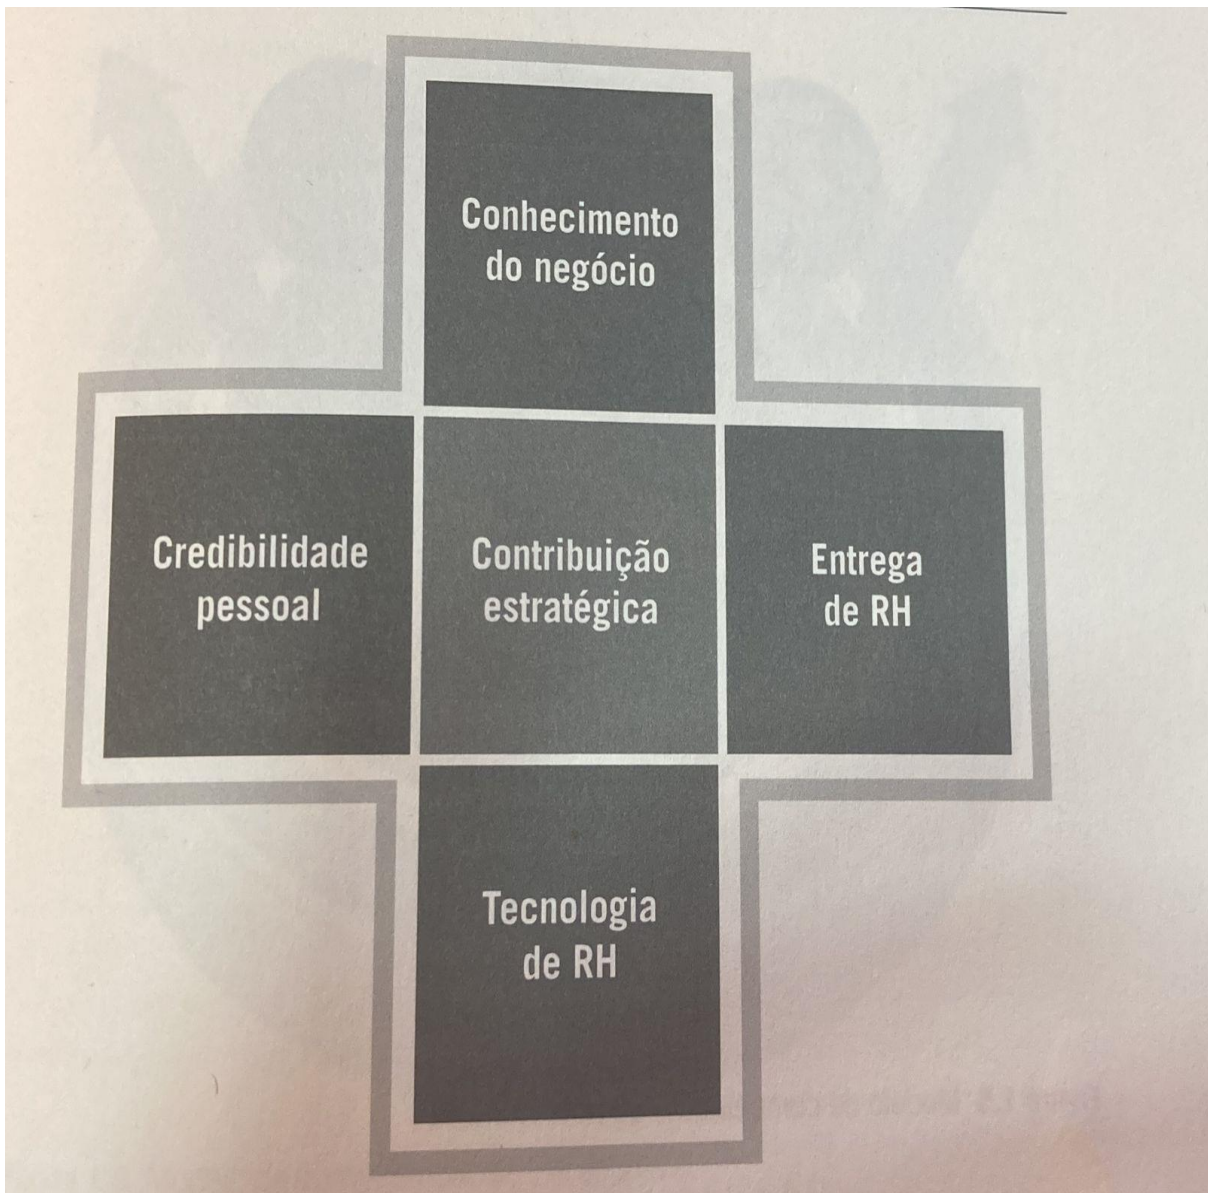 Conhecimento
do negócio
Credibilidade
pessoal
Contribuição
estratégica
Entrega
de RH
Tecnologia
de RH